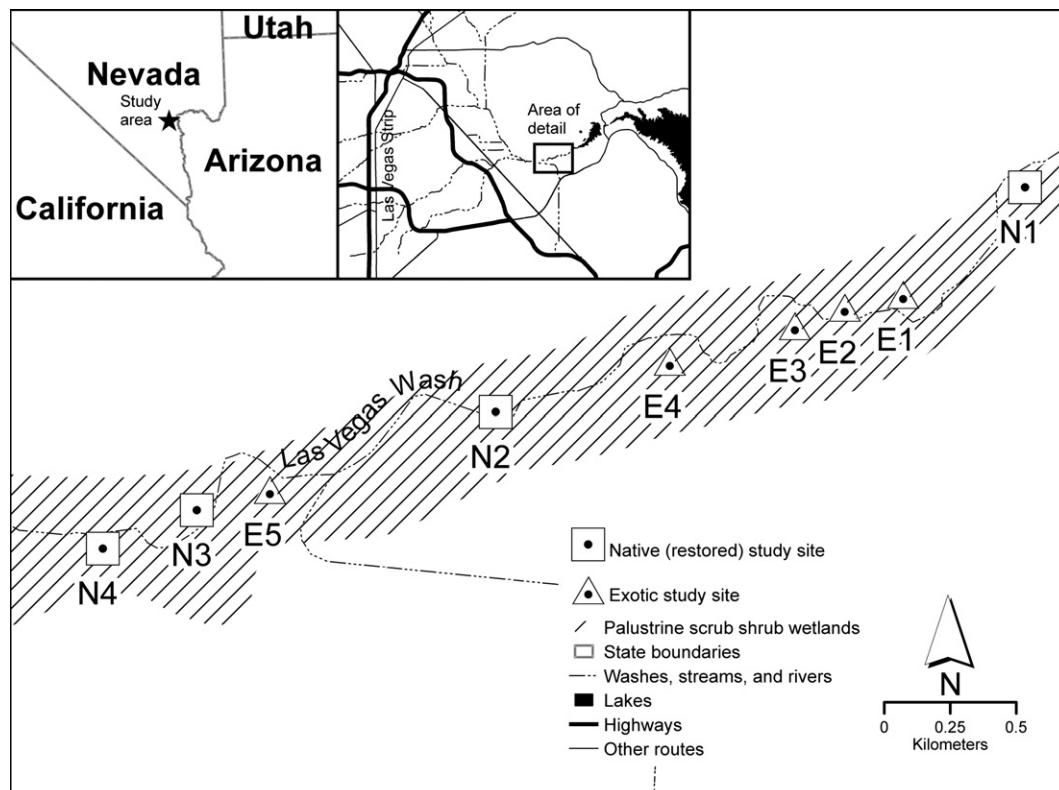 Utah
Nevada
Study
area
Arizona
California
Las Vegas Strip
Area of
detail
N1
E1
E2
E3
E4
N2
Las Vegas Wash
E5
N3
N4
Native (restored) study site
Exotic study site
Palustrine scrub shrub wetlands
State boundaries
Washes, streams, and rivers
Lakes
Highways
Other routes
N
0 0.25 0.5
Kilometers